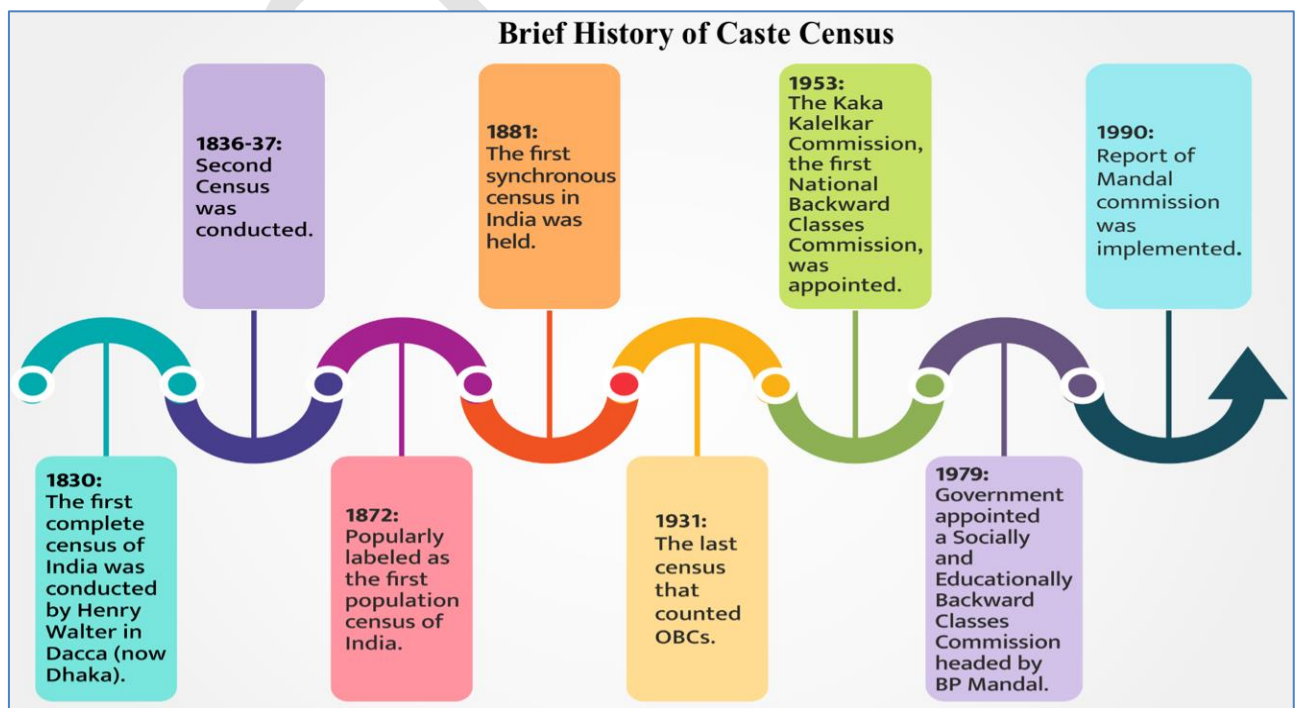 Brief History of Caste Census
1830:
The first
complete
census of
India was
conducted
by Henry
Walter in
Dacca (now
Dhaka).
1836-37:
Second
Census
was
conducted.
1872:
Popularly
labeled as
the first
population
census of
India.
1881:
The first
synchronous
census in
India was
held.
1931:
The last
census
that
counted
OBCs.
1953:
The Kaka
Kalelkar
Commission,
the first
National
Backward
Classes
Commission,
was
appointed.
1979:
Government
appointed
a Socially
and
Educationally
Backward
Classes
Commission
headed by
BP Mandal.
1990:
Report of
Mandal
commission
was
implemented.